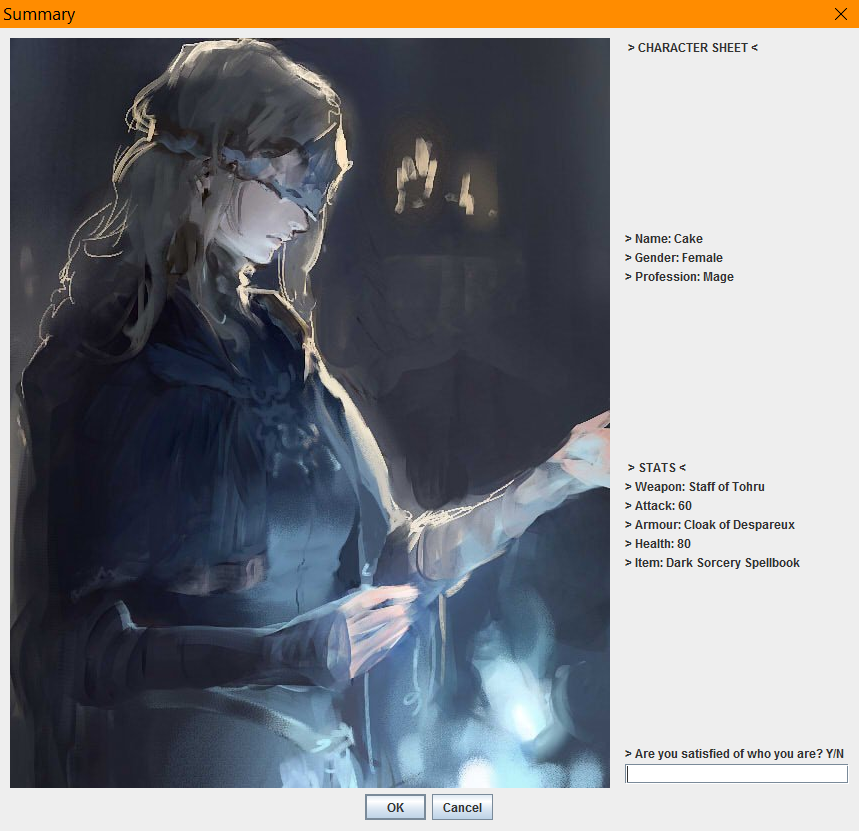 Summary
> CHARACTER SHEET <
> Name: Cake
> Gender: Female
> Profession: Mage
> STATS <
> Weapon: Staff of Tohru
> Attack: 60
> Armour: Cloak of Despareux
> Health: 80
> Item: Dark Sorcery Spellbook
> Are you satisfied of who you are? Y/N
OK Cancel